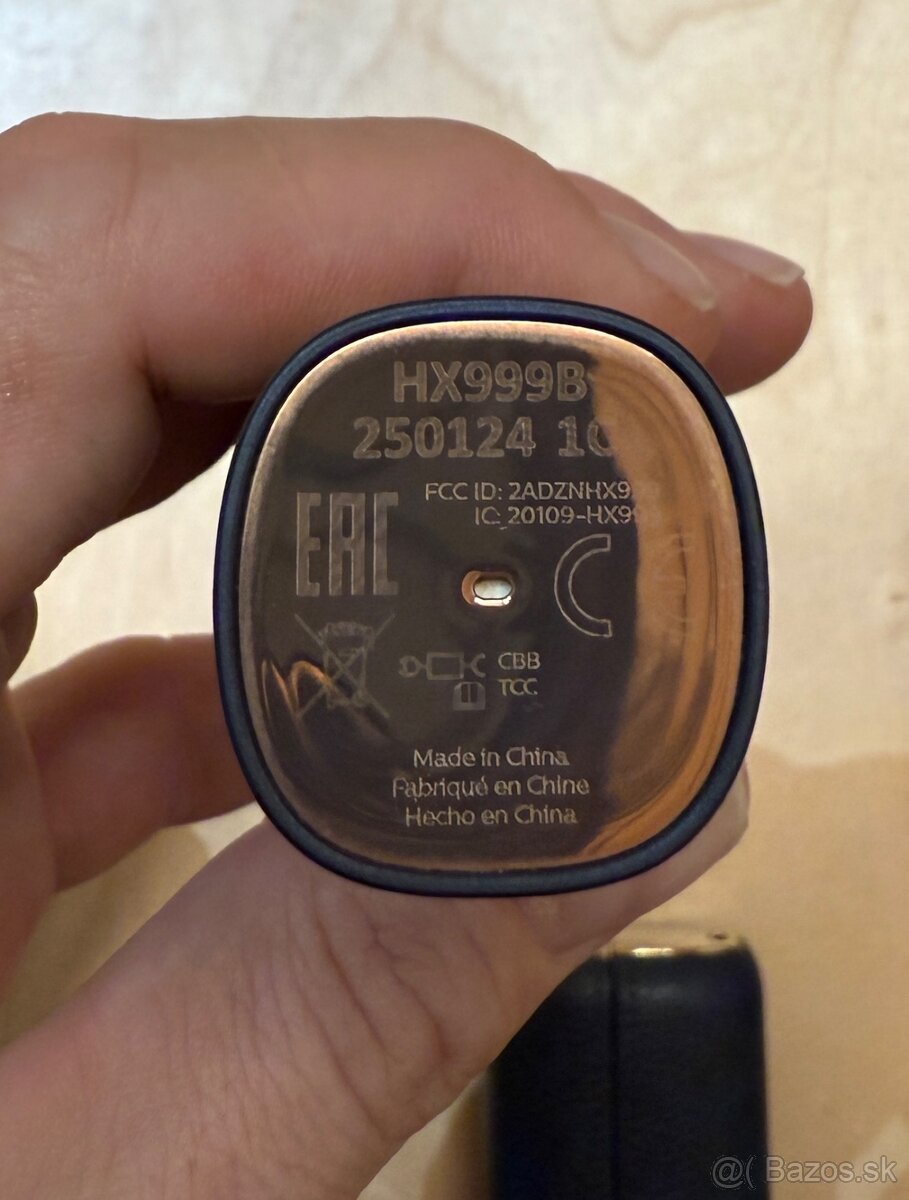 HX999B
250124
FCC ID: 2ADZNHX9
IC: 20109-HX9
EAC
CE
CBB
TCC
Made in China
Fabriqué en Chine
Hecho en China
@( Bazos.sk